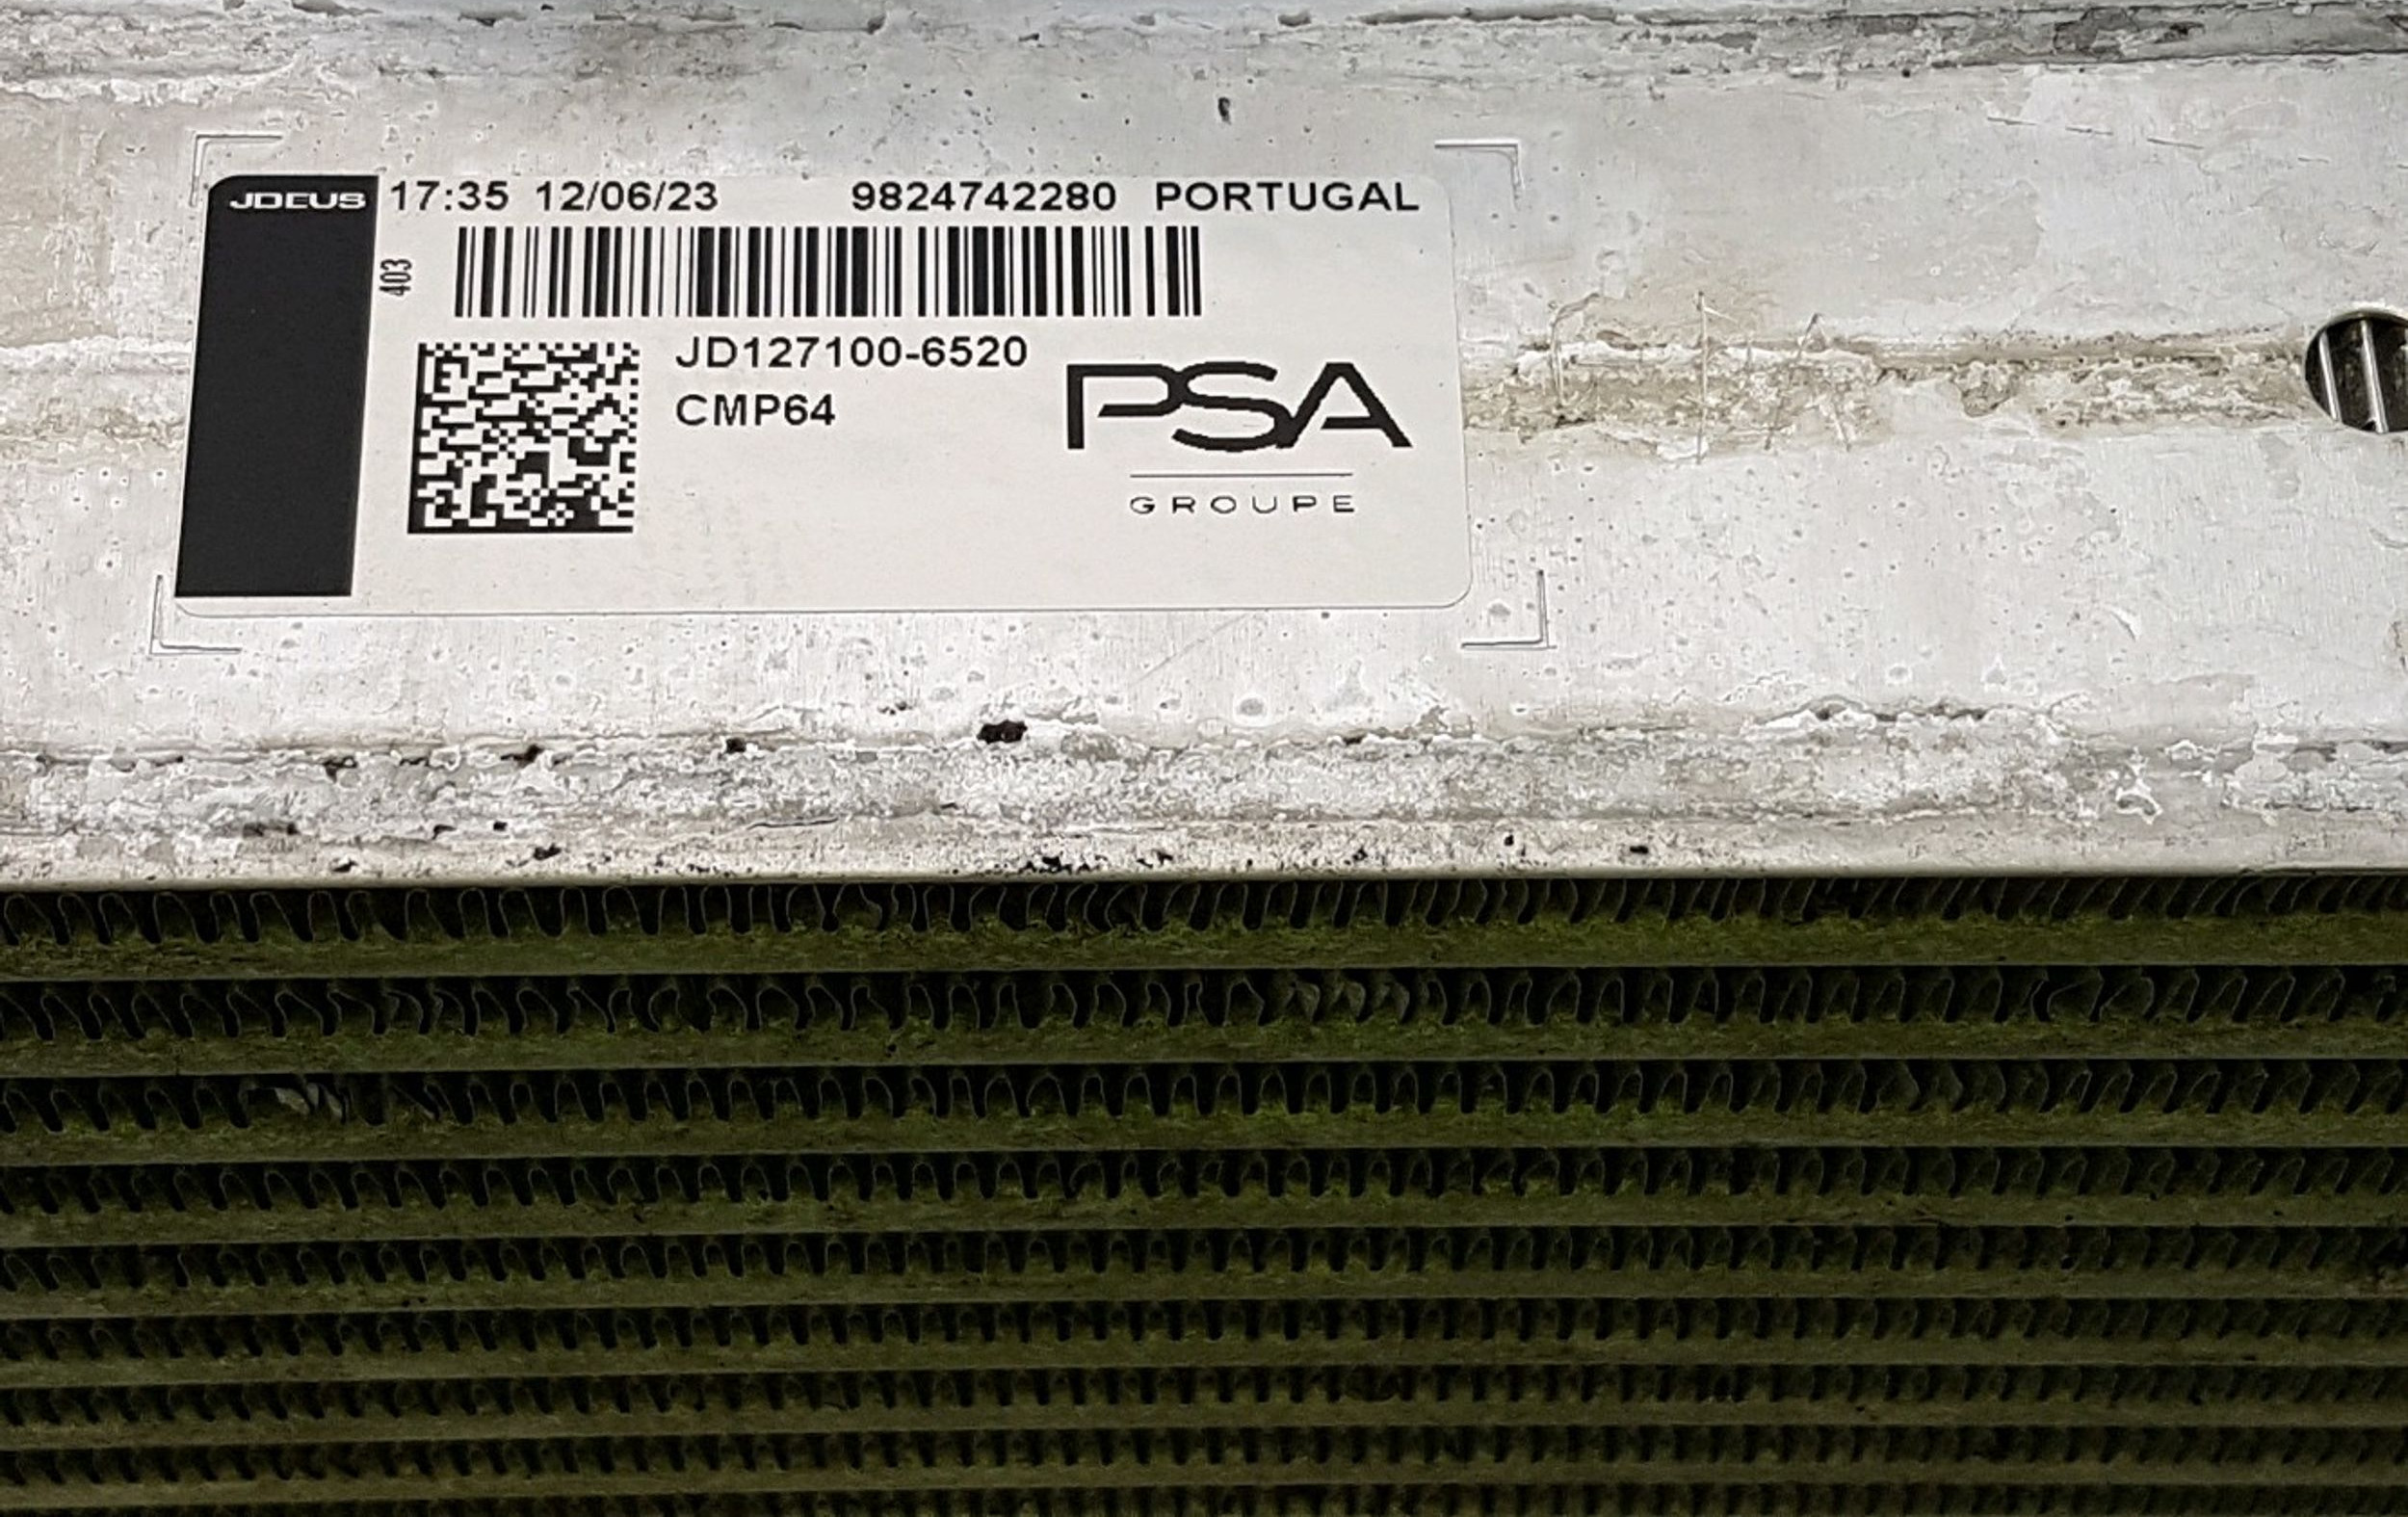 JDEUS 17:35 12/06/23 9824742280 PORTUGAL
403
JD127100-6520
CMP64
PSA
GROUPE